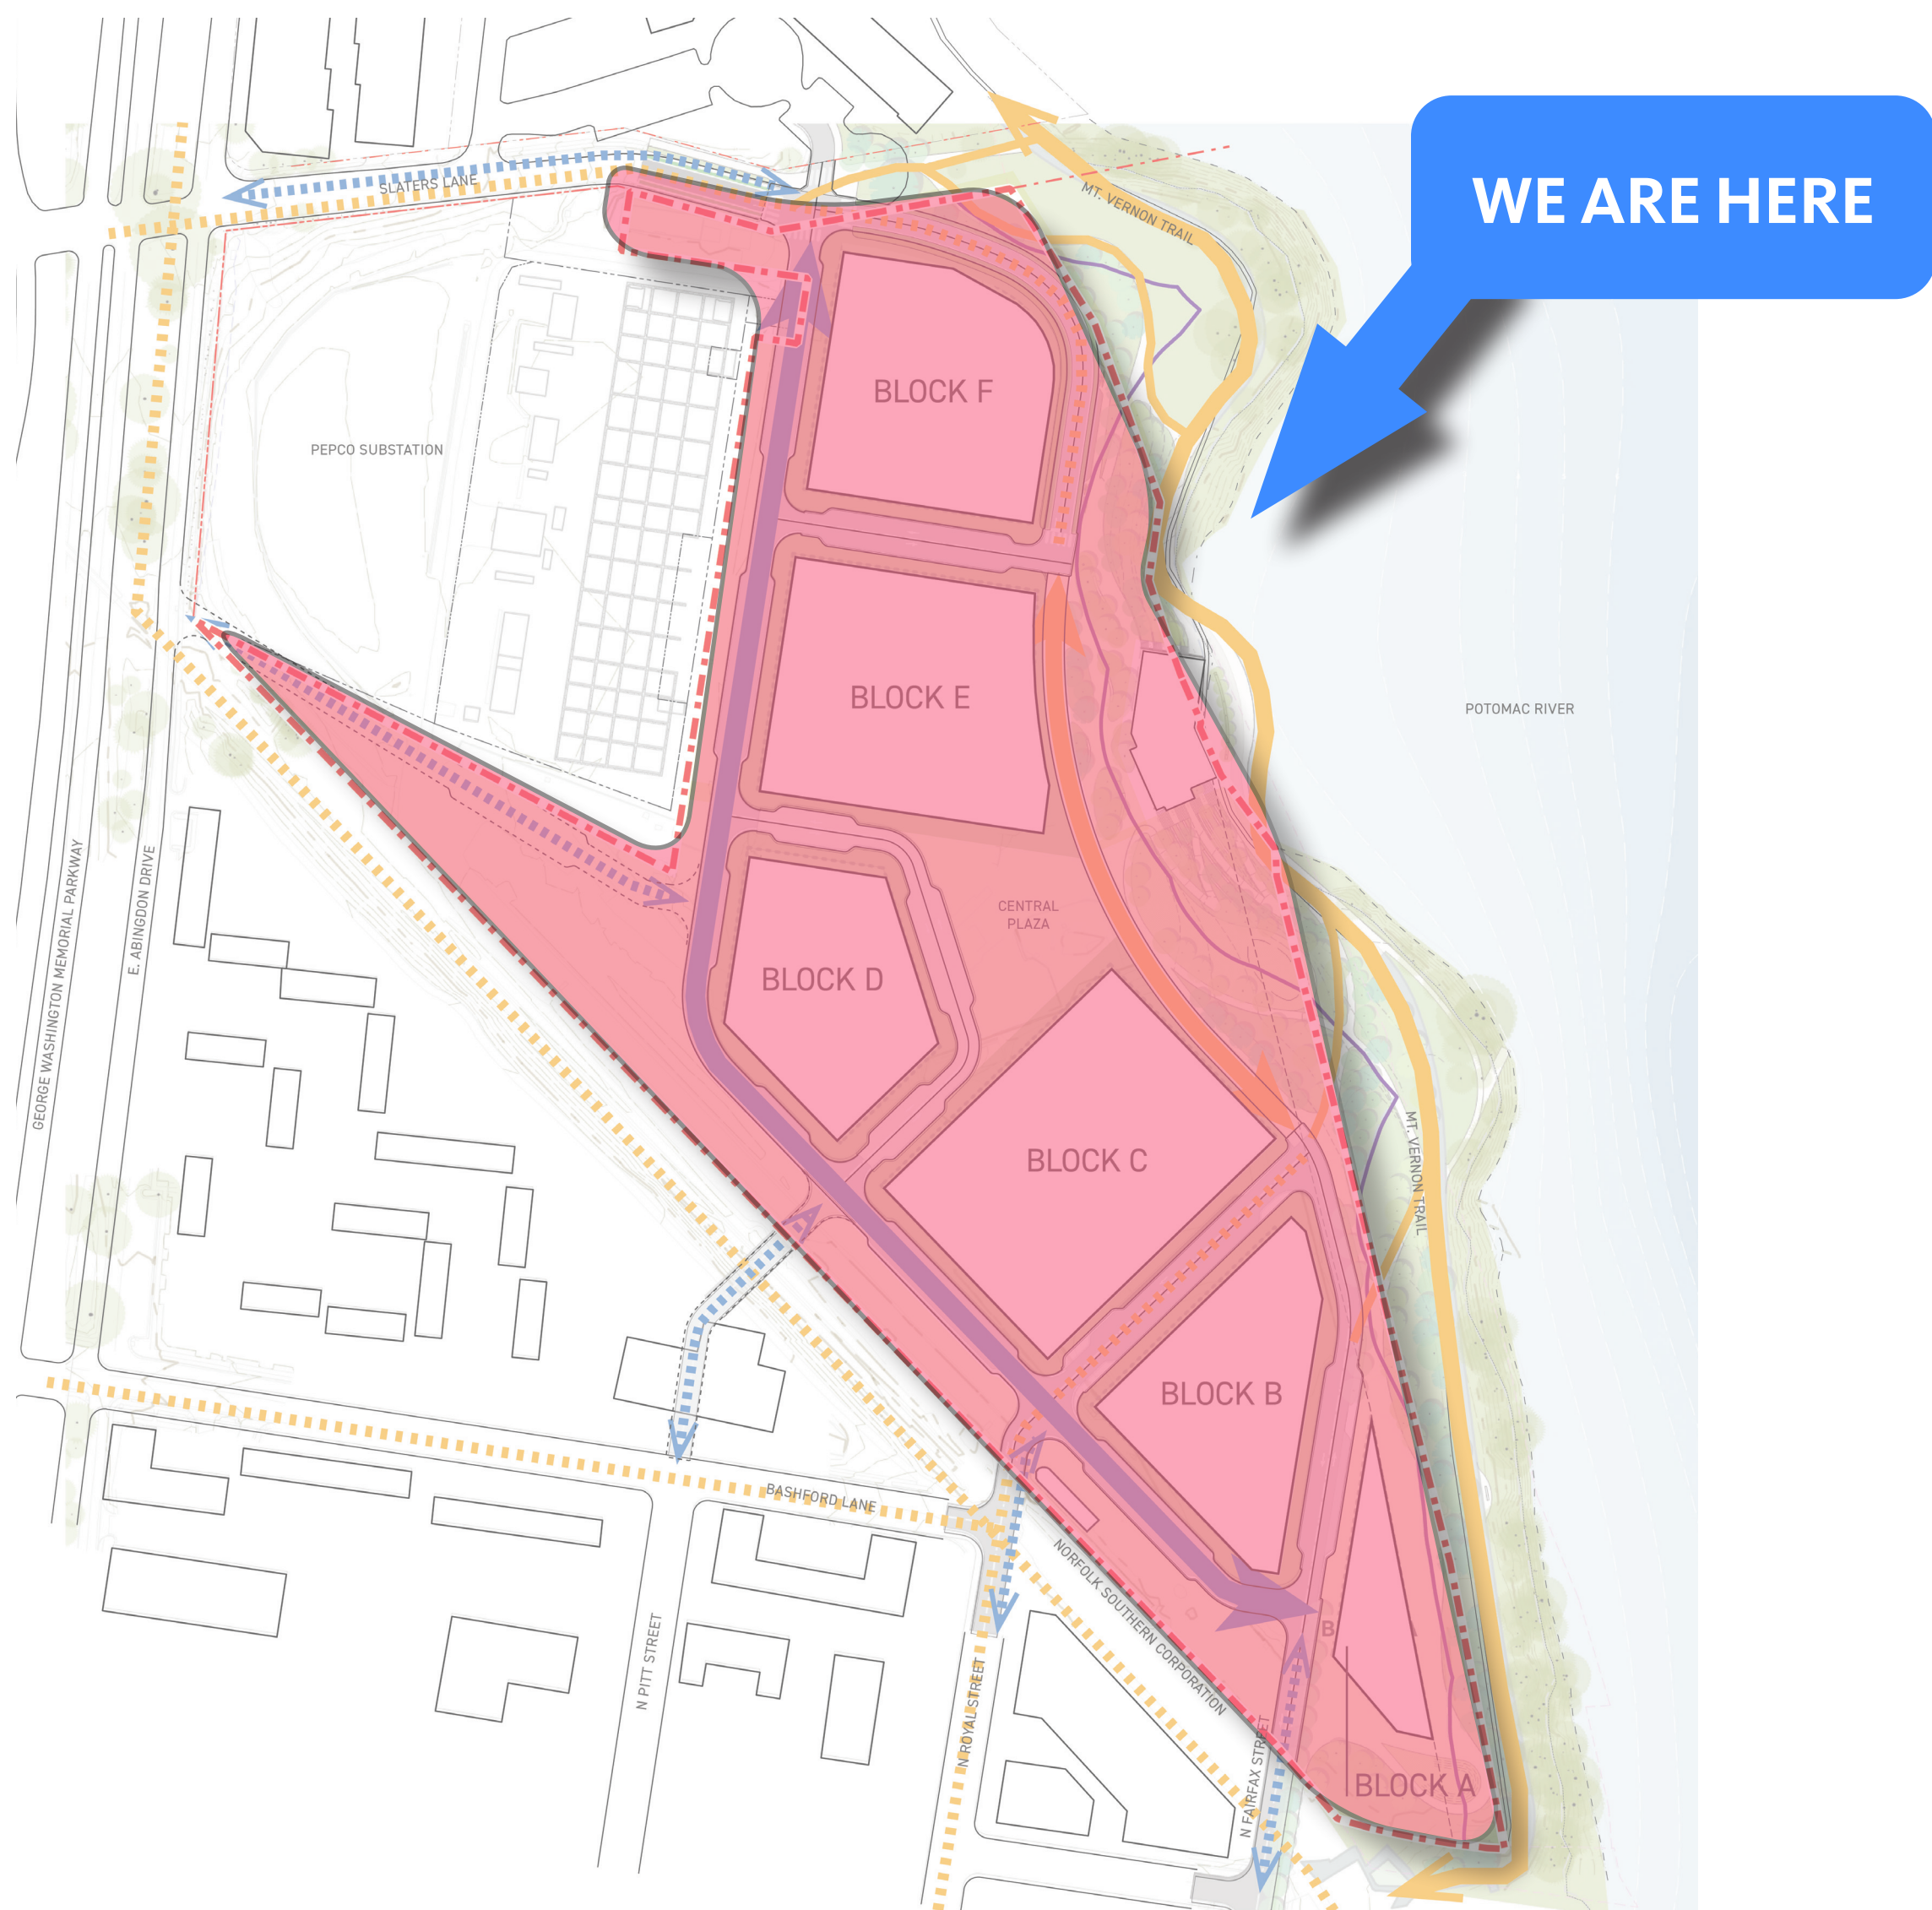 WE ARE HERE
SLATERS LANE
MT. VERNON TRAIL
BLOCK F
PEPCO SUBSTATION
BLOCK E
POTOMAC RIVER
GEORGE WASHINGTON MEMORIAL PARKWAY
E. ABINGDON DRIVE
CENTRAL
PLAZA
BLOCK D
BLOCK C
MT. VERNON TRAIL
BLOCK B
BASHFORD LANE
NORFOLK SOUTHERN CORPORATION
B
N PITT STREET
N ROYAL STREET
N FAIRFAX STREET
BLOCK A